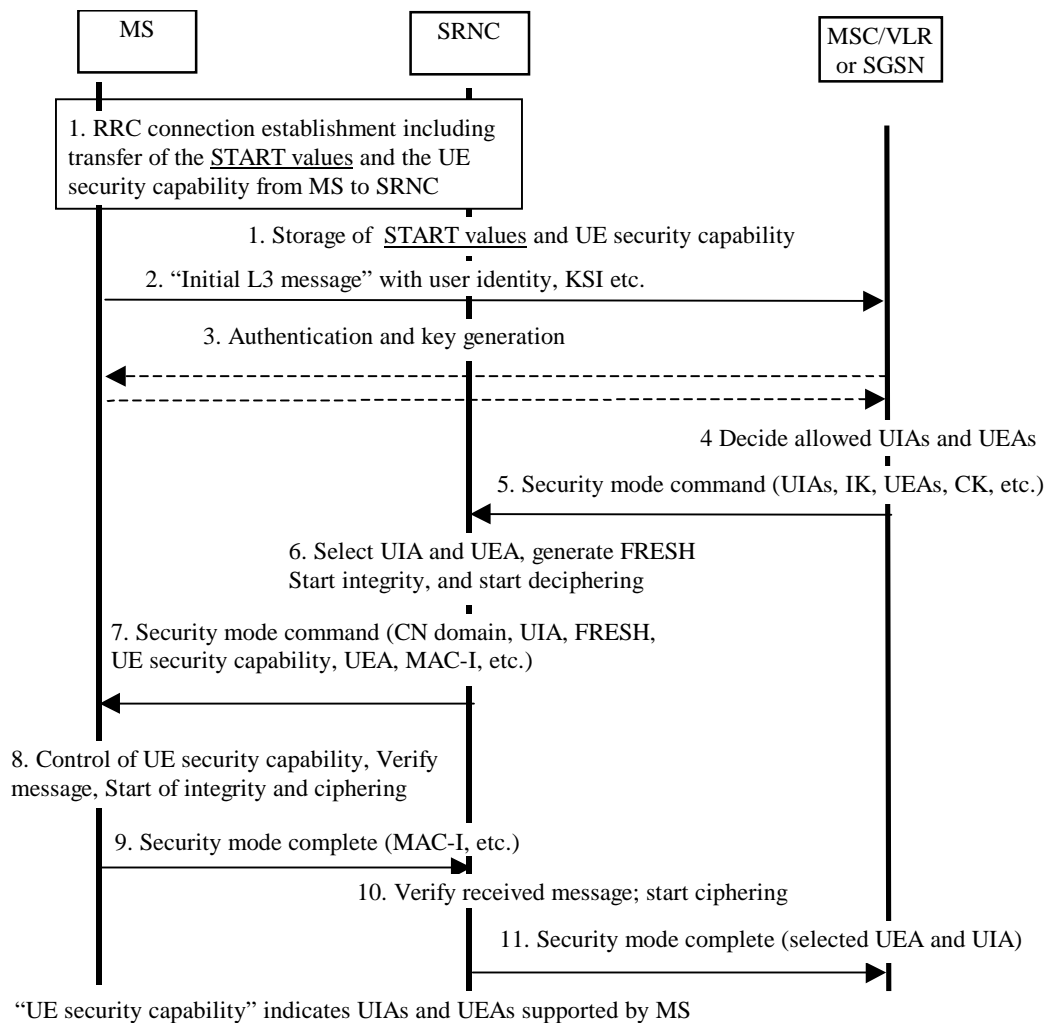 MS
SRNC
MSC/VLR
or SGSN
1. RRC connection establishment including
transfer of the START values and the UE
security capability from MS to SRNC
1. Storage of START values and UE security capability
2. “Initial L3 message” with user identity, KSI etc.
3. Authentication and key generation
4 Decide allowed UIAs and UEAs
5. Security mode command (UIAs, IK, UEAs, CK, etc.)
6. Select UIA and UEA, generate FRESH
Start integrity, and start deciphering
7. Security mode command (CN domain, UIA, FRESH,
UE security capability, UEA, MAC-I, etc.)
8. Control of UE security capability, Verify
message, Start of integrity and ciphering
9. Security mode complete (MAC-I, etc.)
10. Verify received message; start ciphering
11. Security mode complete (selected UEA and UIA)
“UE security capability” indicates UIAs and UEAs supported by MS